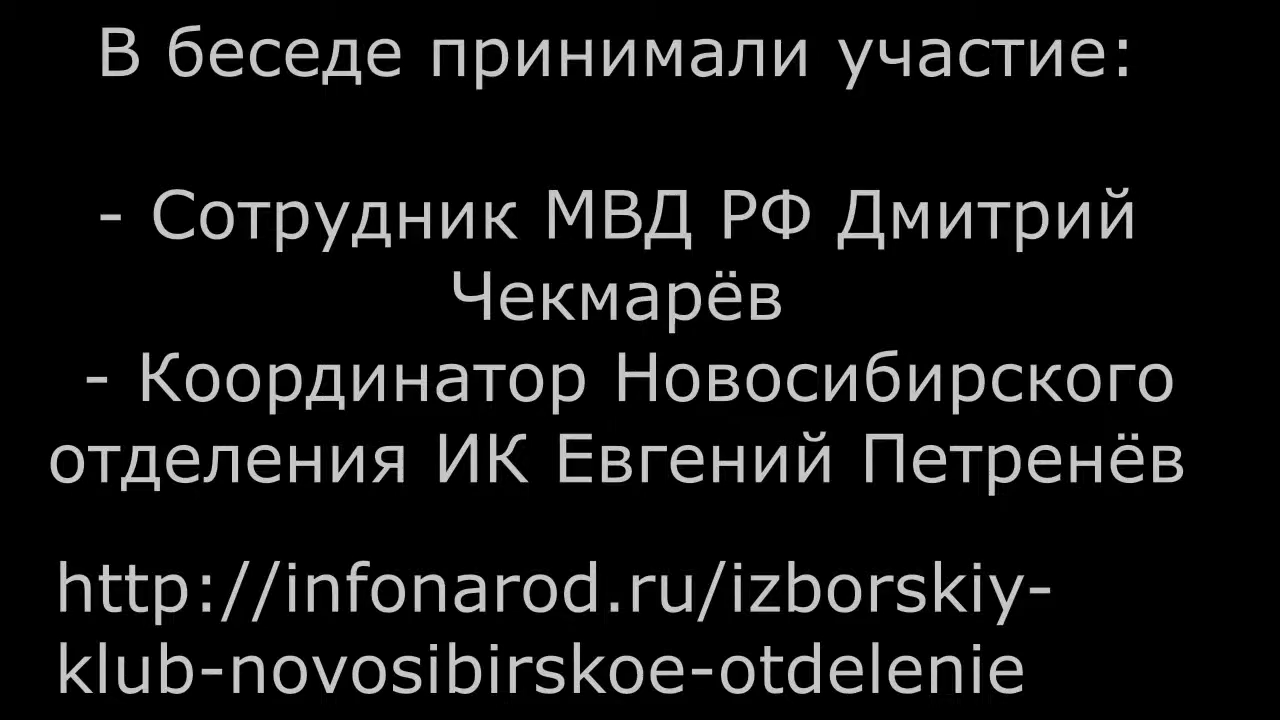 В беседе принимали участие:
- Сотрудник МВД РФ Дмитрий
Чекмарёв
- Координатор Новосибирского
отделения ИК Евгений Петренёв
http://infonarod.ru/izborskiy-
klub-novosibirskoe-otdelenie